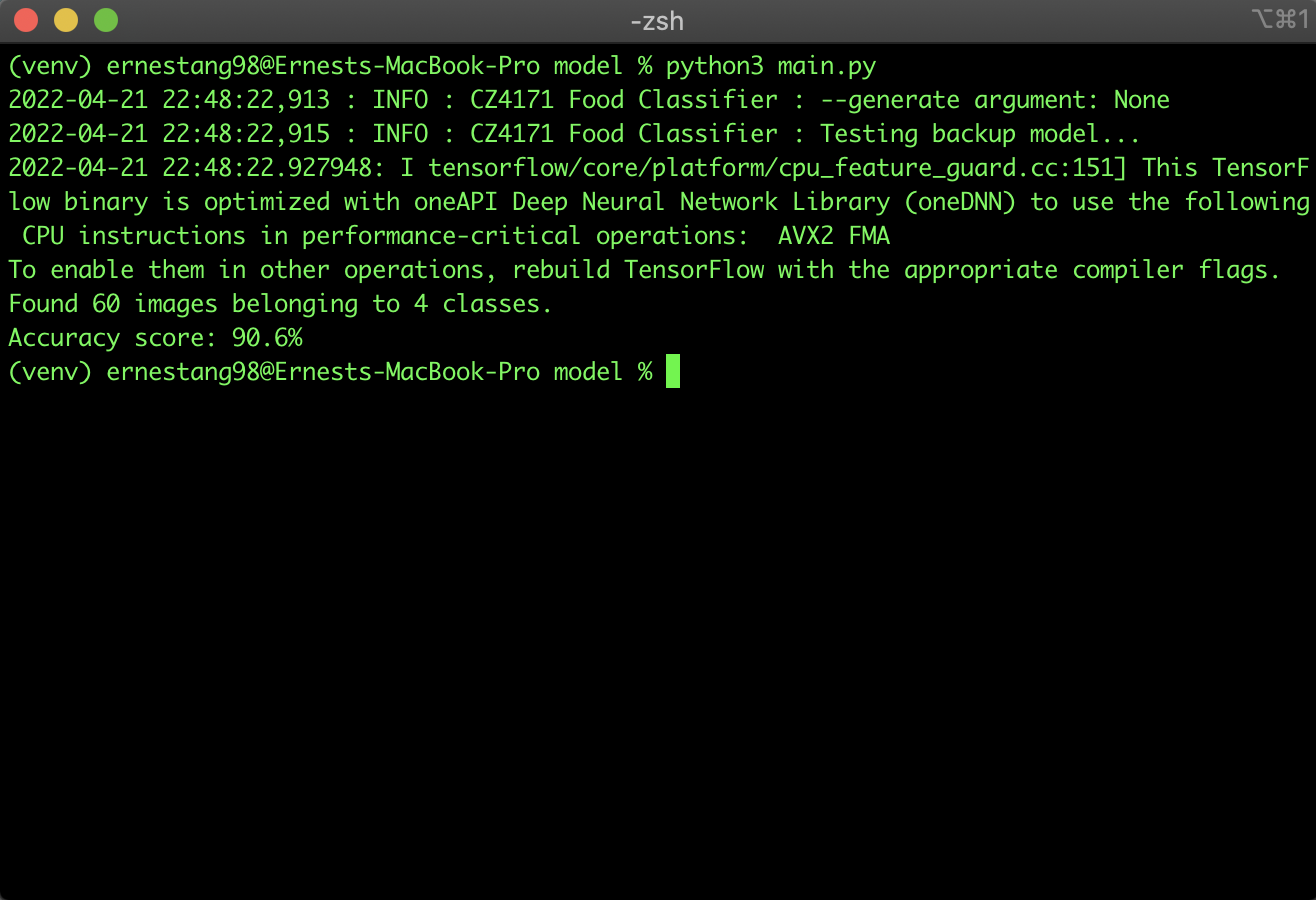 -zsh
⌥⌘1
(venv) ernestang98@Ernests-MacBook-Pro model % python3 main.py
2022-04-21 22:48:22,913 : INFO : CZ4171 Food Classifier : --generate argument: None
2022-04-21 22:48:22,915 : INFO : CZ4171 Food Classifier : Testing backup model...
2022-04-21 22:48:22.927948: I tensorflow/core/platform/cpu_feature_guard.cc:151] This TensorF
low binary is optimized with oneAPI Deep Neural Network Library (oneDNN) to use the following
 CPU instructions in performance-critical operations:  AVX2 FMA
To enable them in other operations, rebuild TensorFlow with the appropriate compiler flags.
Found 60 images belonging to 4 classes.
Accuracy score: 90.6%
(venv) ernestang98@Ernests-MacBook-Pro model %